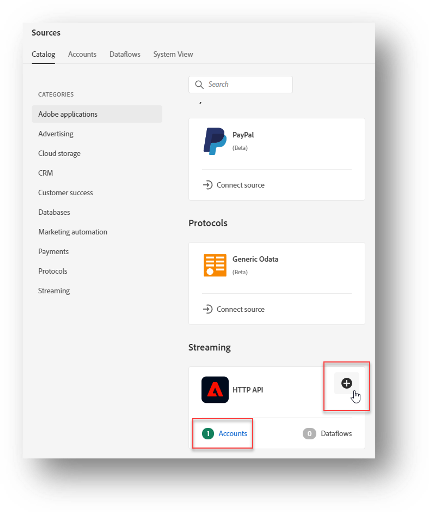 Sources
Catalog Accounts Dataflows System View
CATEGORIES
Adobe applications
Advertising
Cloud storage
CRM
Customer success
Databases
Marketing automation
Payments
Protocols
Streaming
Search
PayPal
(Beta)
Connect source
Protocols
Generic Odata
(Beta)
Connect source
Streaming
HTTP API
1 Accounts
0 Dataflows